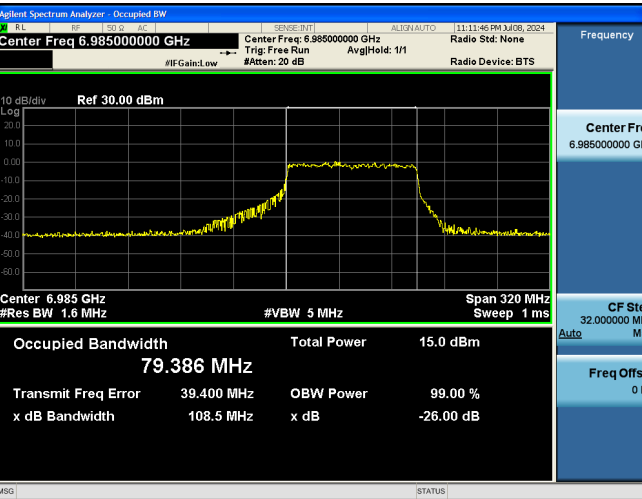 Agilent Spectrum Analyzer - Occupied BW
RL RF 50 Ω AC SENSE:INT ALIGN AUTO 11:11:46 PM Jul 08, 2024
Center Freq 6.985000000 GHz
Center Freq: 6.985000000 GHz
Radio Std: None
Trig: Free Run Avg|Hold: 1/1
#IFGain:Low #Atten: 20 dB Radio Device: BTS
Frequency
10 dB/div Ref 30.00 dBm
Log
20.0
10.0
0.00
-10.0
-20.0
-30.0
-40.0
-50.0
-60.0
Center Fr
6.985000000 G
Center 6.985 GHz Span 320 MHz
#Res BW 1.6 MHz #VBW 5 MHz Sweep 1 ms
CF Ste
32.000000 M
Auto M
Occupied Bandwidth Total Power 15.0 dBm
79.386 MHz
Transmit Freq Error 39.400 MHz OBW Power 99.00 %
x dB Bandwidth 108.5 MHz x dB -26.00 dB
Freq Offs
0
MSG STATUS